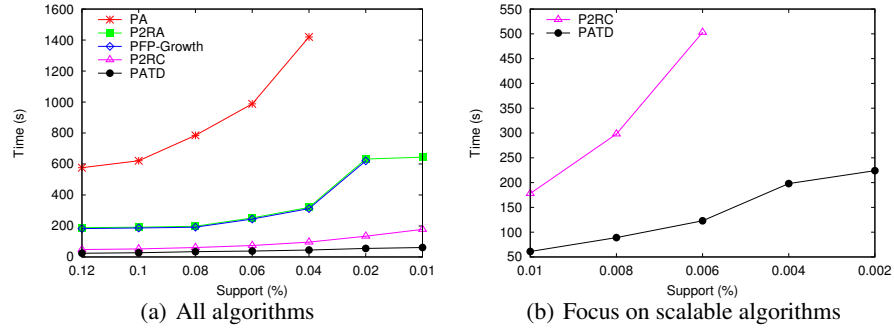 1600
1400
1200
1000
800
600
400
200
0
0.12
0.1
0.08
0.06
0.04
0.02
0.01
Time (s)
Support (%)
PA
P2RA
PFP-Growth
P2RC
PATD
(a) All algorithms
550
500
450
400
350
300
250
200
150
100
50
0.01
0.008
0.006
0.004
0.002
Time (s)
Support (%)
P2RC
PATD
(b) Focus on scalable algorithms